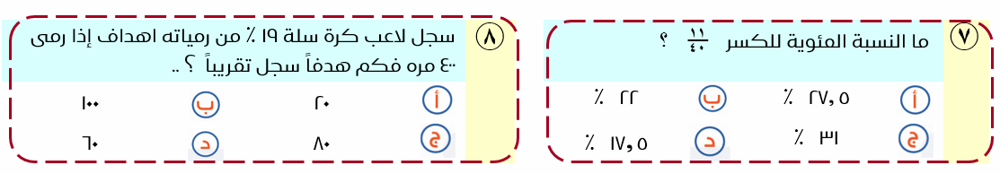 ٧
ما النسبة المئوية للكسر ١١/٤٠ ؟
أ ٢٧,٥ ٪
ب ٢٢ ٪
ج ٣١ ٪
د ١٧,٥ ٪
٨
سجل لاعب كرة سلة ١٩ ٪ من رمياته اهداف إذا رمى
٤٠٠ مره فكم هدفاً سجل تقريباً ؟ ..
أ ٢٠
ب ١٠٠
ج ٨٠
د ٦٠